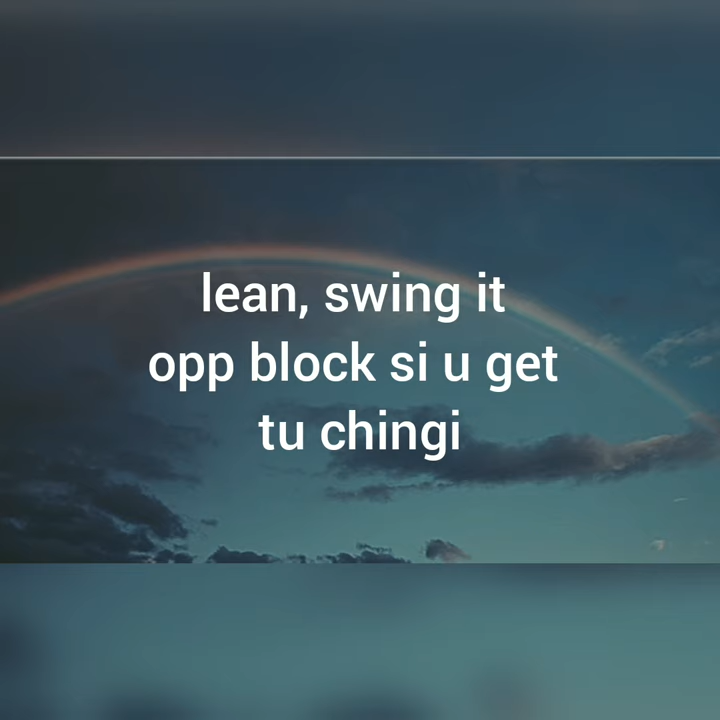 lean, swing it
opp block si u get
tu chingi